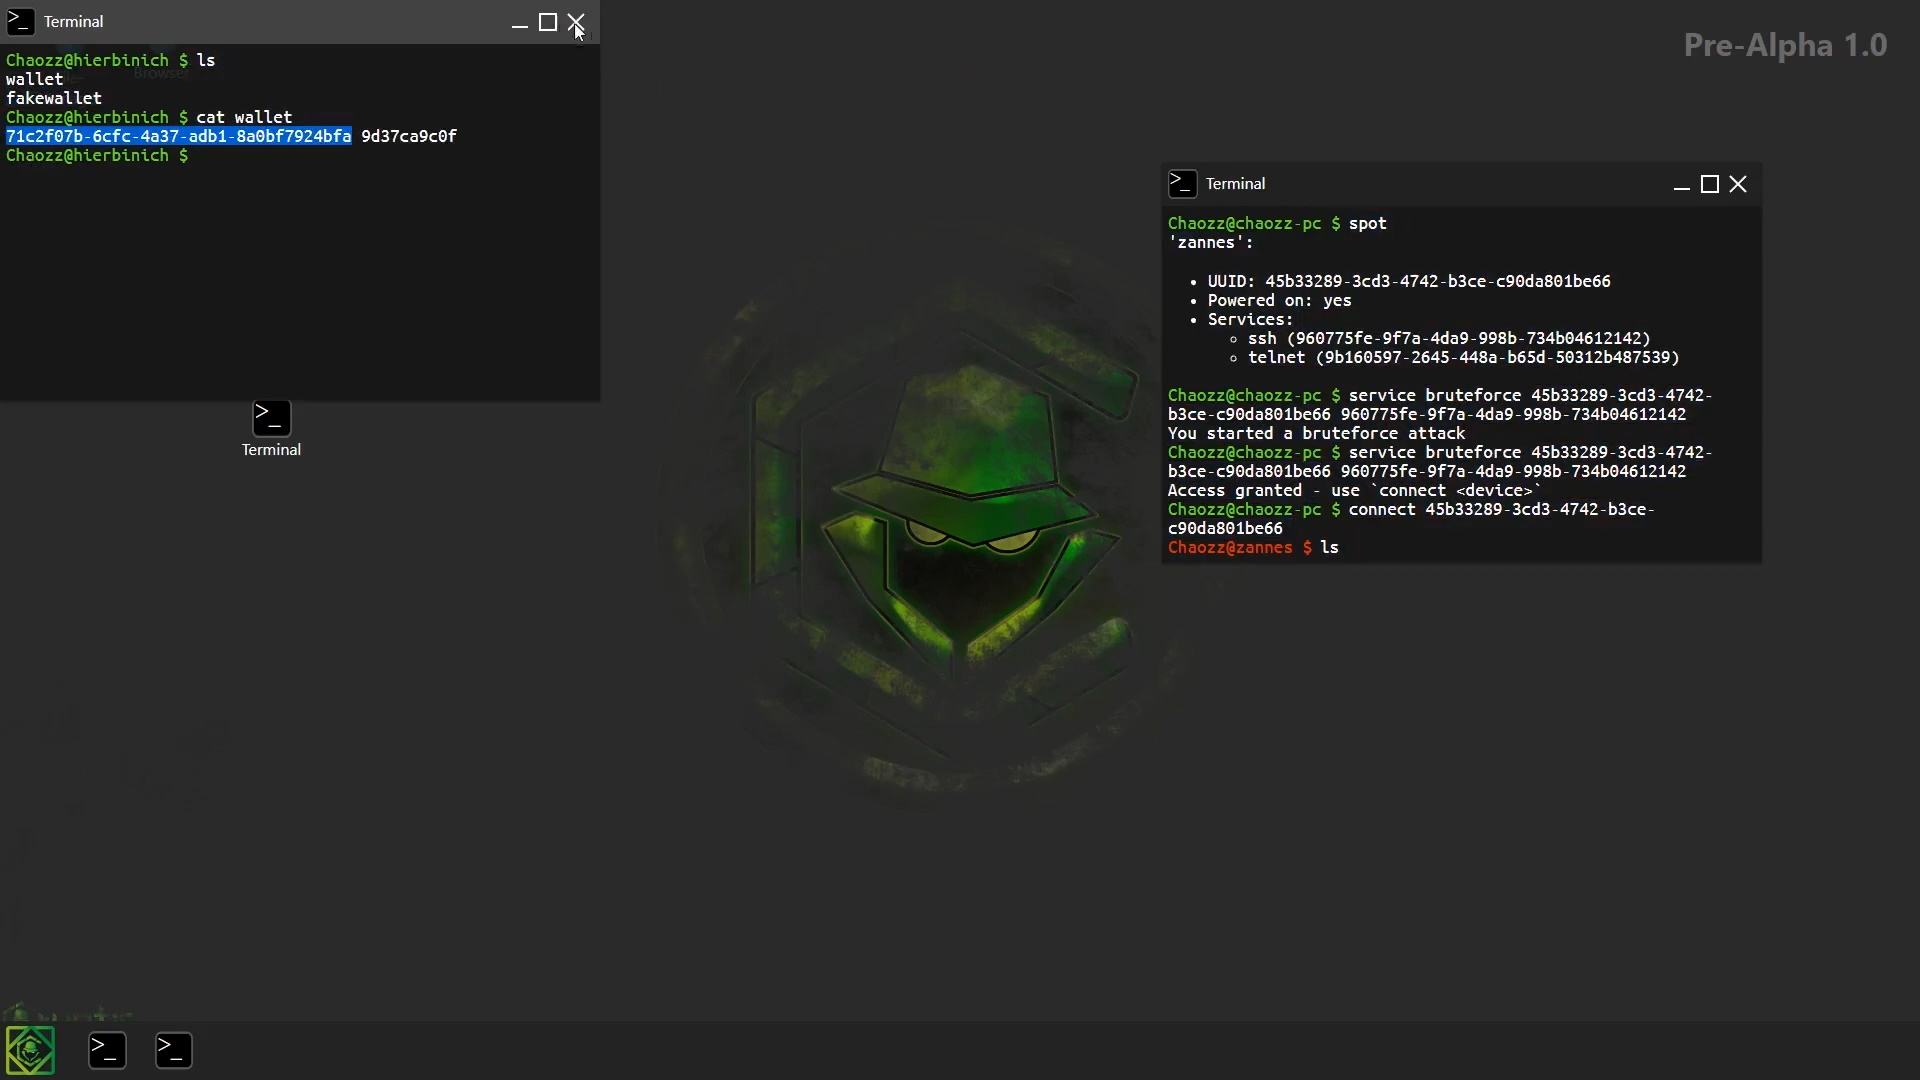 Terminal
Chaozz@hierbinich $ ls
wallet
fakewallet
Chaozz@hierbinich $ cat wallet
71c2f07b-6cfc-4a37-adb1-8a0bf7924bfa 9d37ca9c0f
Chaozz@hierbinich $
Browser
Terminal
Pre-Alpha 1.0
Terminal
Chaozz@chaozz-pc $ spot
'zannes':
• UUID: 45b33289-3cd3-4742-b3ce-c90da801be66
• Powered on: yes
• Services:
◦ ssh (960775fe-9f7a-4da9-998b-734b04612142)
◦ telnet (9b160597-2645-448a-b65d-50312b487539)
Chaozz@chaozz-pc $ service bruteforce 45b33289-3cd3-4742-
b3ce-c90da801be66 960775fe-9f7a-4da9-998b-734b04612142
You started a bruteforce attack
Chaozz@chaozz-pc $ service bruteforce 45b33289-3cd3-4742-
b3ce-c90da801be66 960775fe-9f7a-4da9-998b-734b04612142
Access granted - use `connect <device>`
Chaozz@chaozz-pc $ connect 45b33289-3cd3-4742-b3ce-
c90da801be66
Chaozz@zannes $ ls